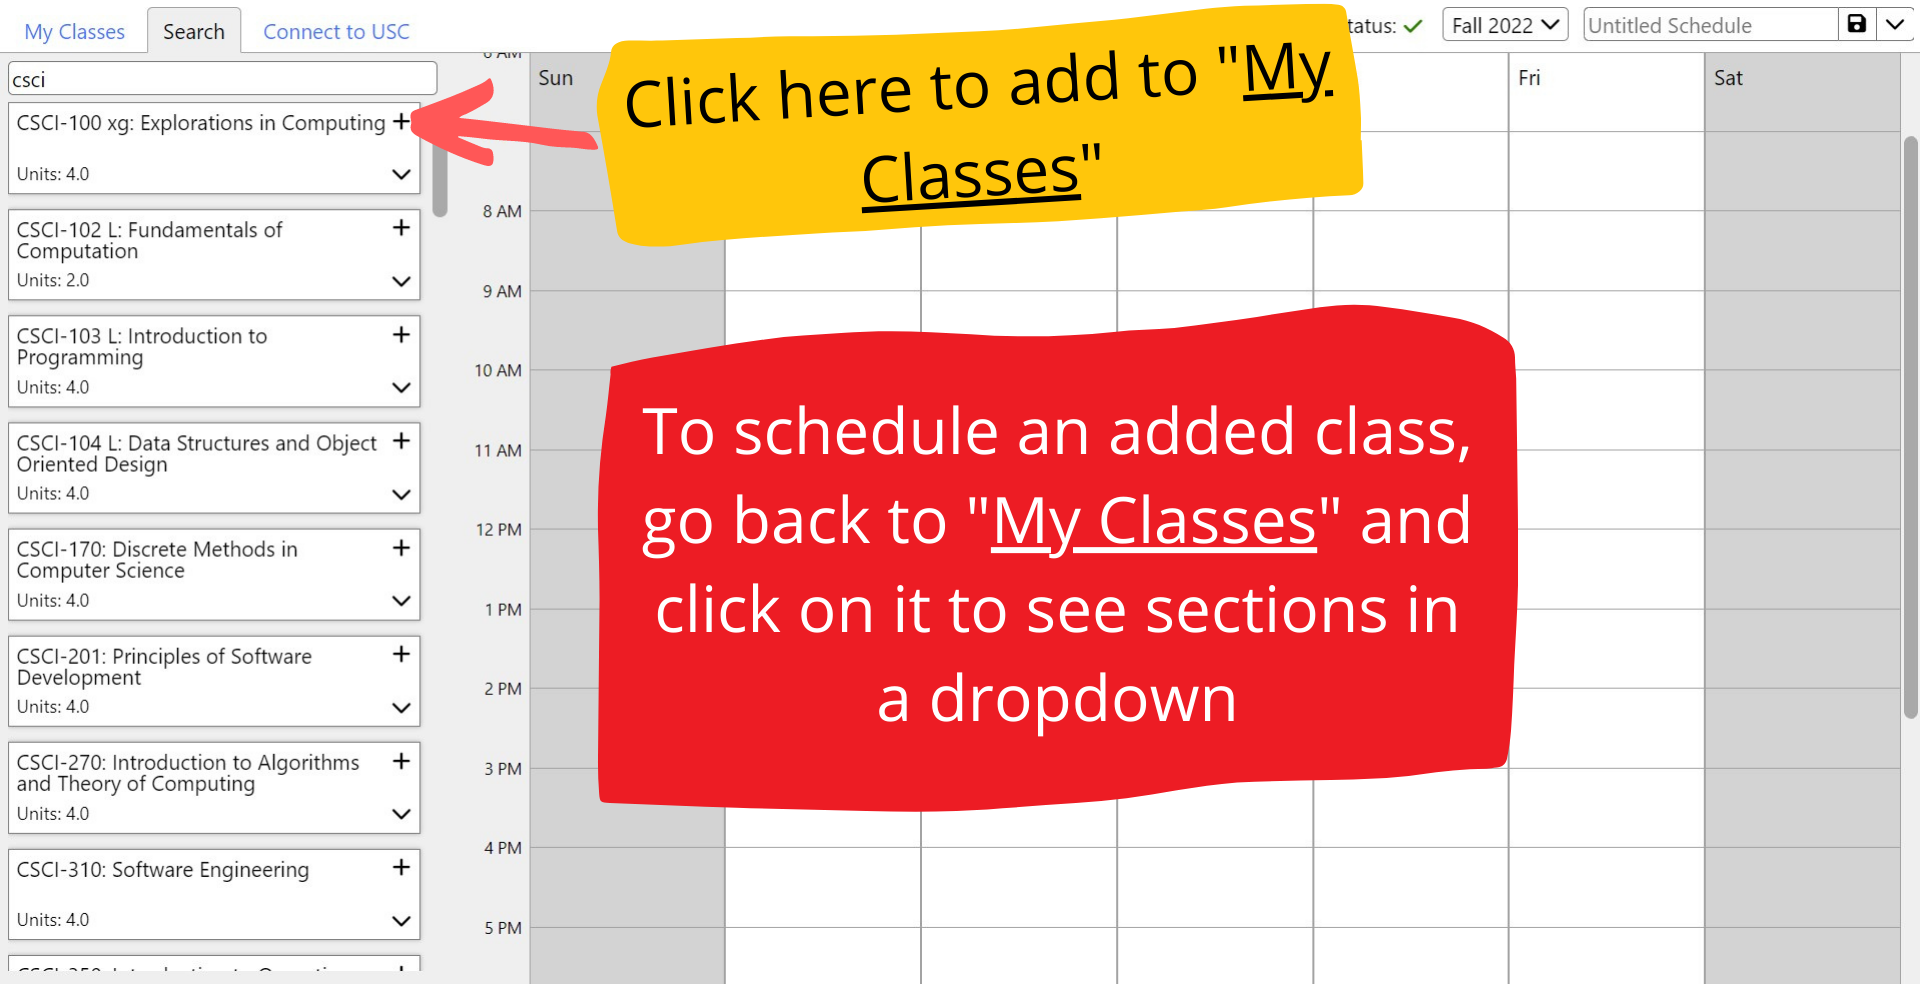 My Classes
Search
Connect to USC
tatus:
Fall 2022
Untitled Schedule
csci
CSCI-100 xg: Explorations in Computing
Units: 4.0
CSCI-102 L: Fundamentals of
Computation
Units: 2.0
CSCI-103 L: Introduction to
Programming
Units: 4.0
CSCI-104 L: Data Structures and Object
Oriented Design
Units: 4.0
CSCI-170: Discrete Methods in
Computer Science
Units: 4.0
CSCI-201: Principles of Software
Development
Units: 4.0
CSCI-270: Introduction to Algorithms
and Theory of Computing
Units: 4.0
CSCI-310: Software Engineering
Units: 4.0
Sun
Fri
Sat
8 AM
9 AM
10 AM
11 AM
12 PM
1 PM
2 PM
3 PM
4 PM
5 PM
Click here to add to "My
Classes"
To schedule an added class,
go back to "My Classes" and
click on it to see sections in
a dropdown